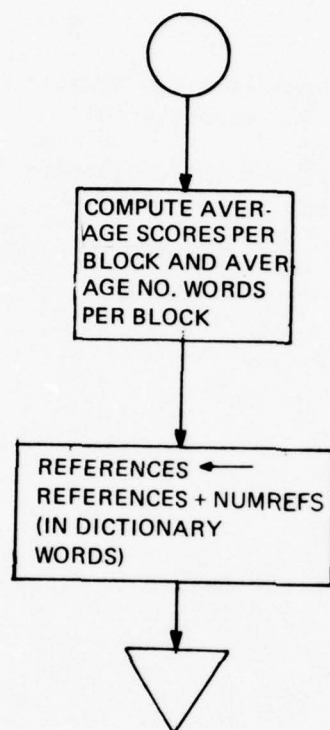 COMPUTE AVER-
AGE SCORES PER
BLOCK AND AVER
AGE NO. WORDS
PER BLOCK
REFERENCES ←
REFERENCES + NUMREFS
(IN DICTIONARY
WORDS)